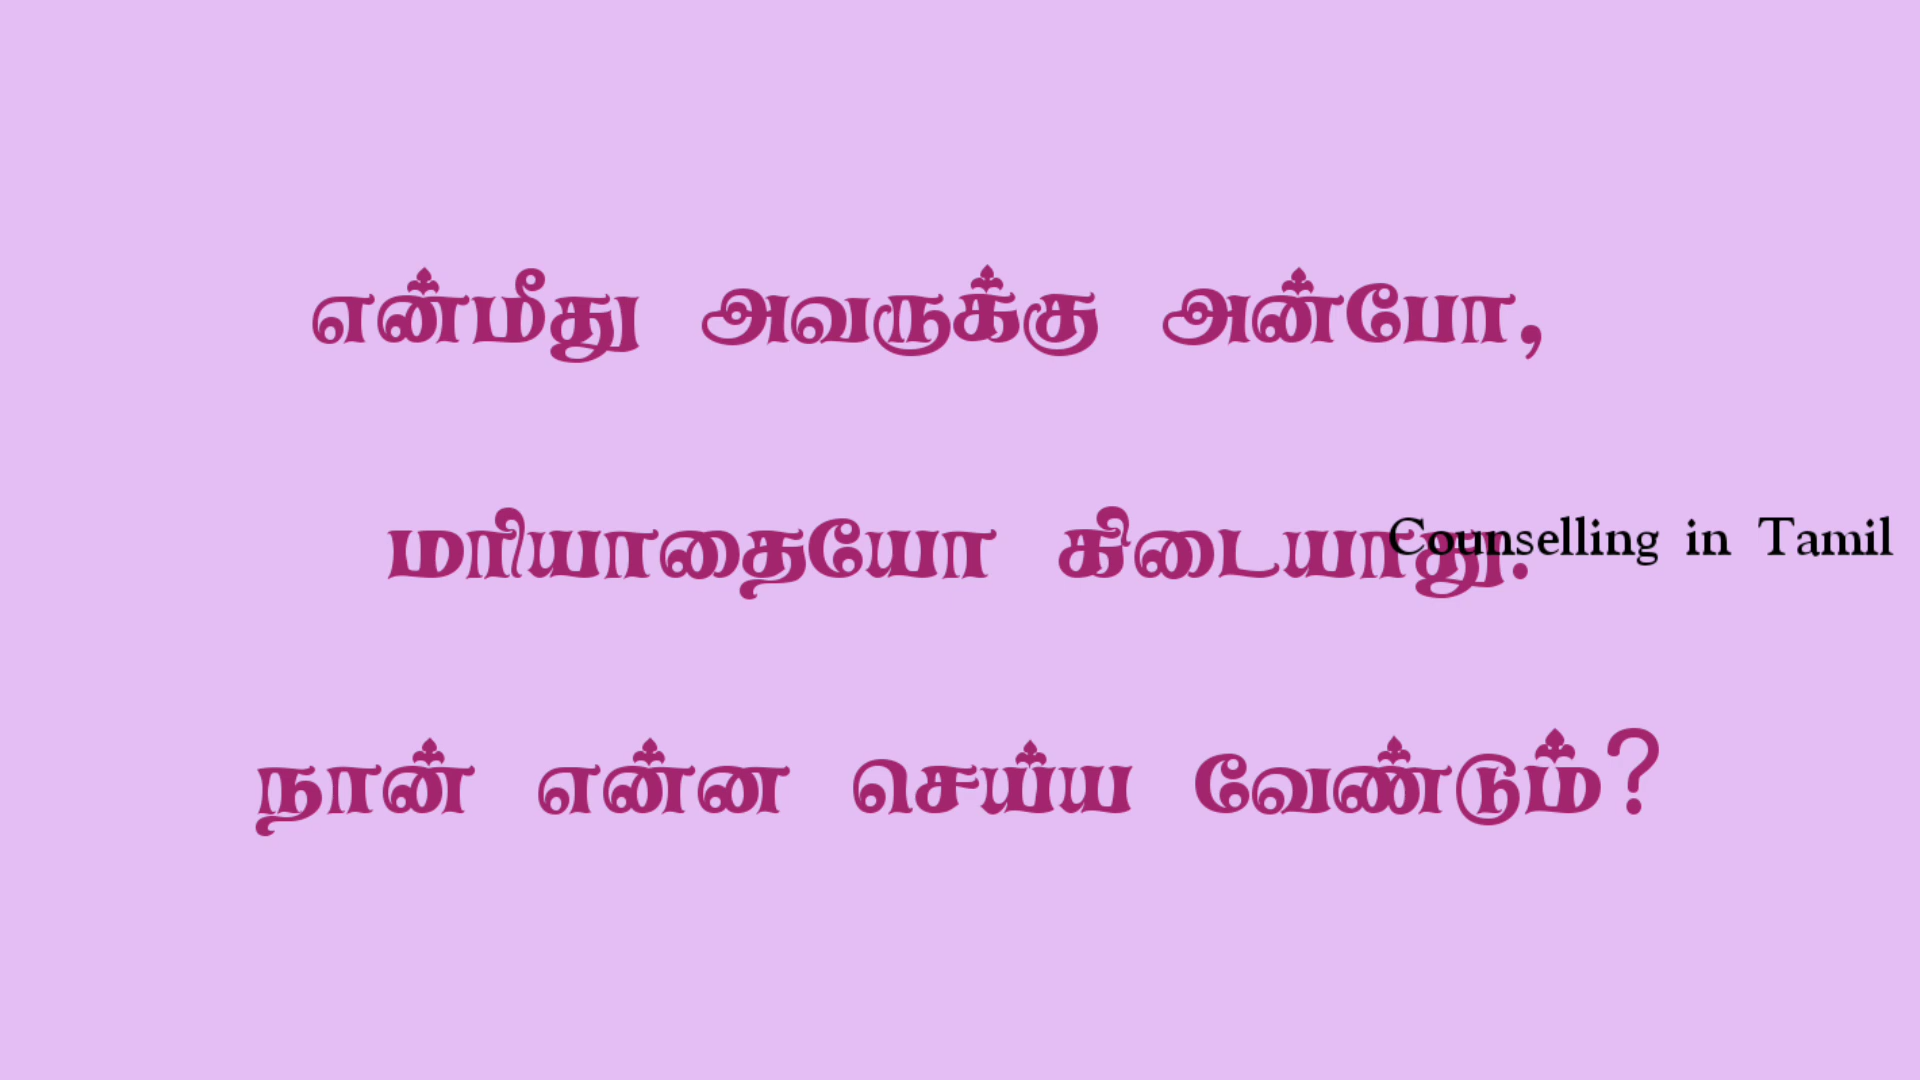 என்மீது அவருக்கு அன்போ,
மரியாதையோ கிடையாது.
Counselling in Tamil
நான் என்ன செய்ய வேண்டும்?